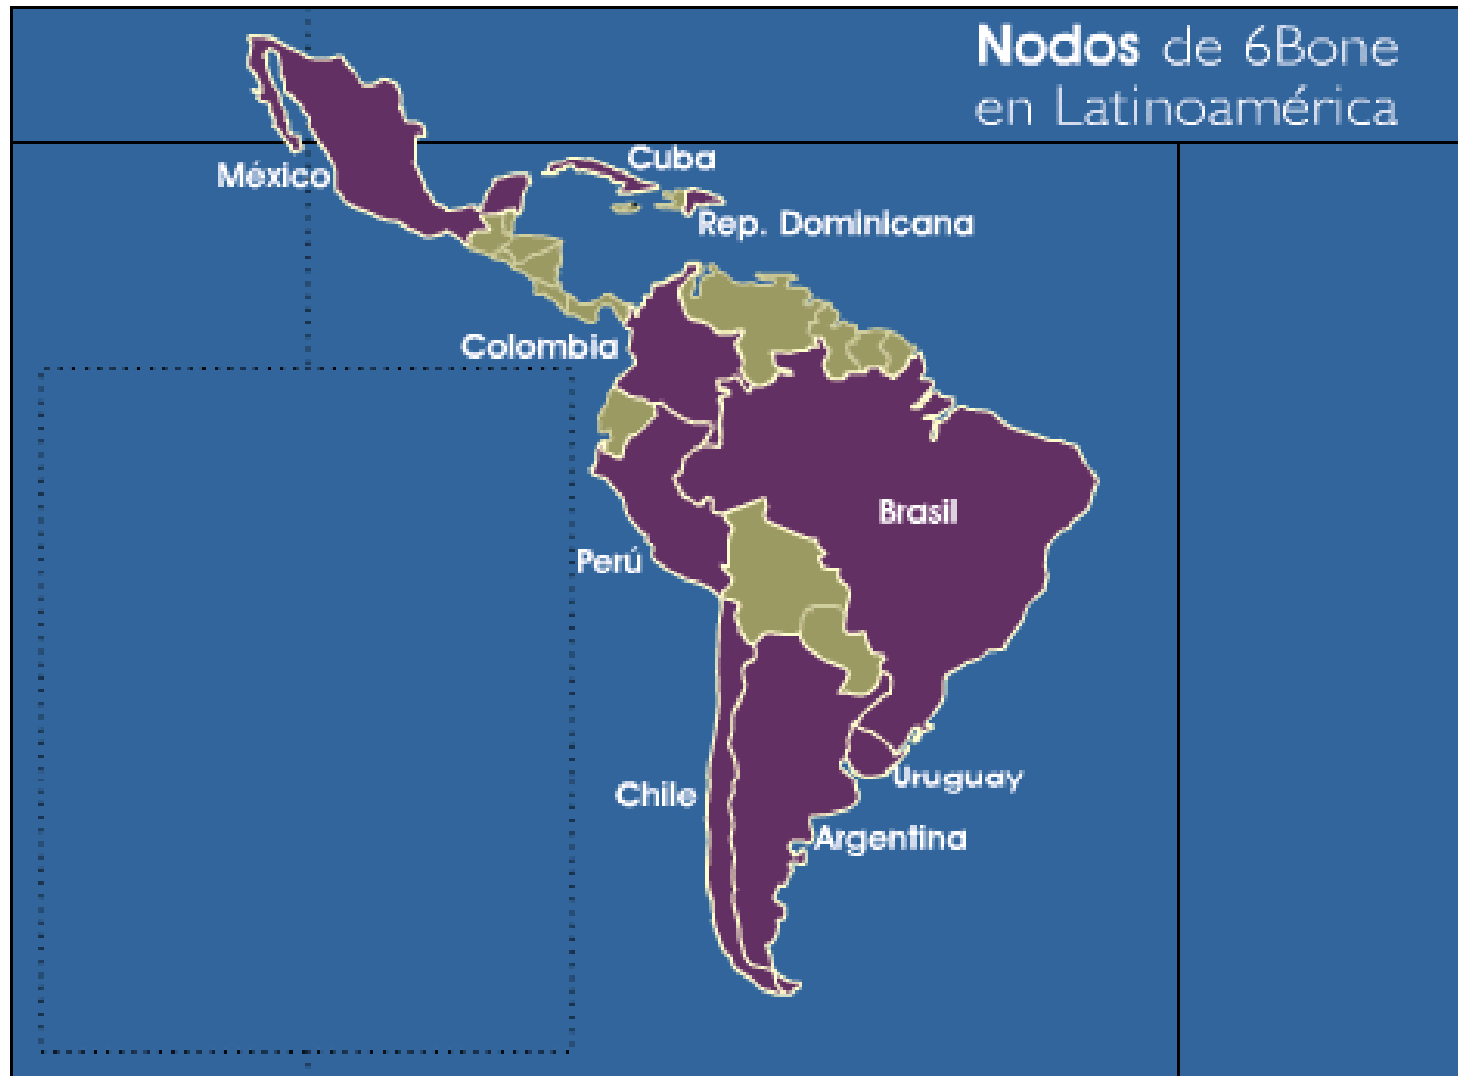 Nodos de 6Bone
en Latinoamérica
Cuba
México
Rep. Dominicana
Colombia
Brasil
Perú
Uruguay
Chile
Argentina